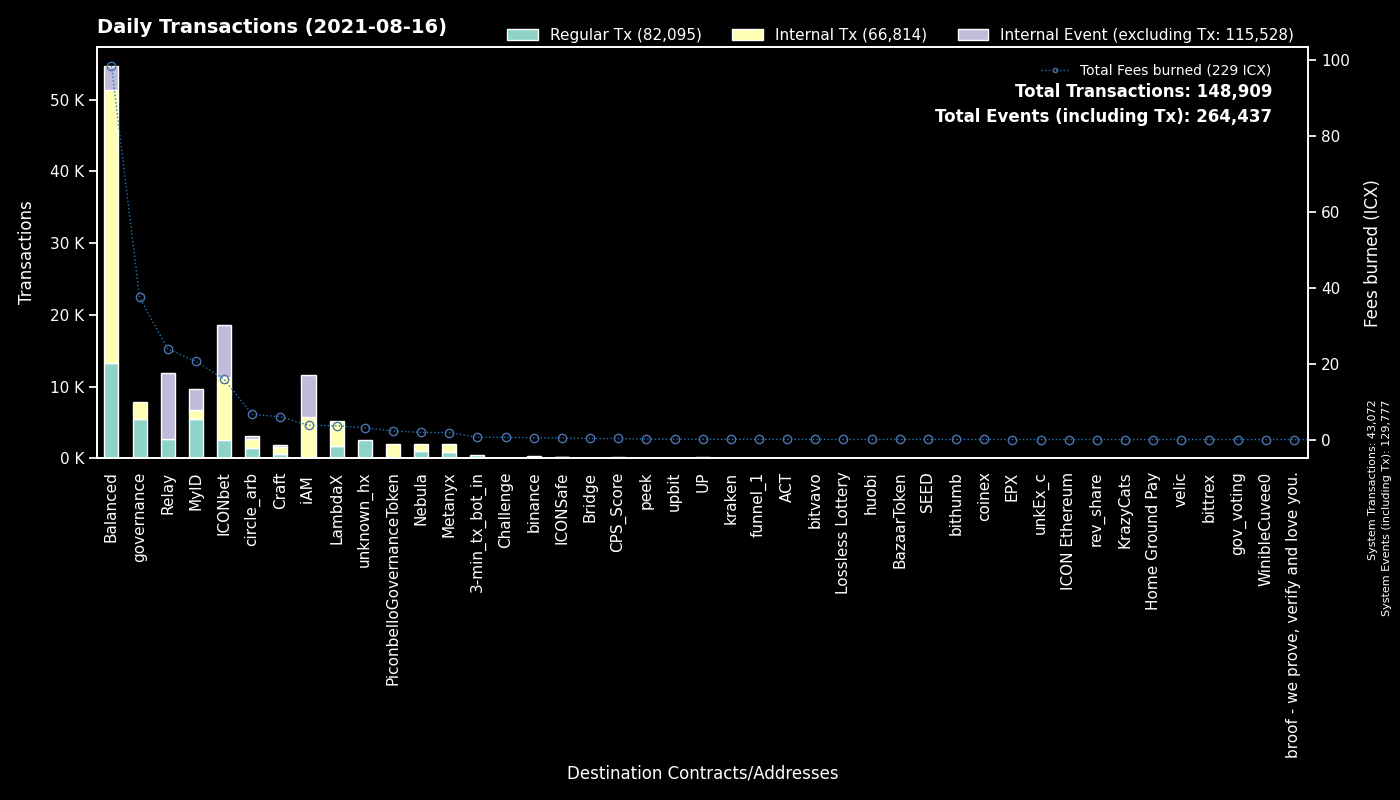 Daily Transactions (2021-08-16)
Regular Tx (82,095)
Internal Tx (66,814)
Internal Event (excluding Tx: 115,528)
Total Fees burned (229 ICX)
Total Transactions: 148,909
Total Events (including Tx): 264,437
Transactions
50 K
40 K
30 K
20 K
10 K
0 K
100
80
60
40
20
0
Fees burned (ICX)
System Transactions: 43,072
System Events (including Tx): 129,777
Balanced
governance
Relay
MyID
ICONbet
circle_arb
Craft
iAM
LambdaX
unknown_hx
PiconbelloGovernanceToken
Nebula
Metanyx
3-min_tx_bot_in
Challenge
binance
ICONSafe
Bridge
CPS_Score
peek
upbit
UP
kraken
funnel_1
ACT
bitvavo
Lossless Lottery
huobi
BazaarToken
SEED
bithumb
coinex
EPX
unkEx_c
ICON Ethereum
rev_share
KrazyCats
Home Ground Pay
velic
bittrex
gov_voting
WinibleCuvee0
broof - we prove, verify and love you.
Destination Contracts/Addresses